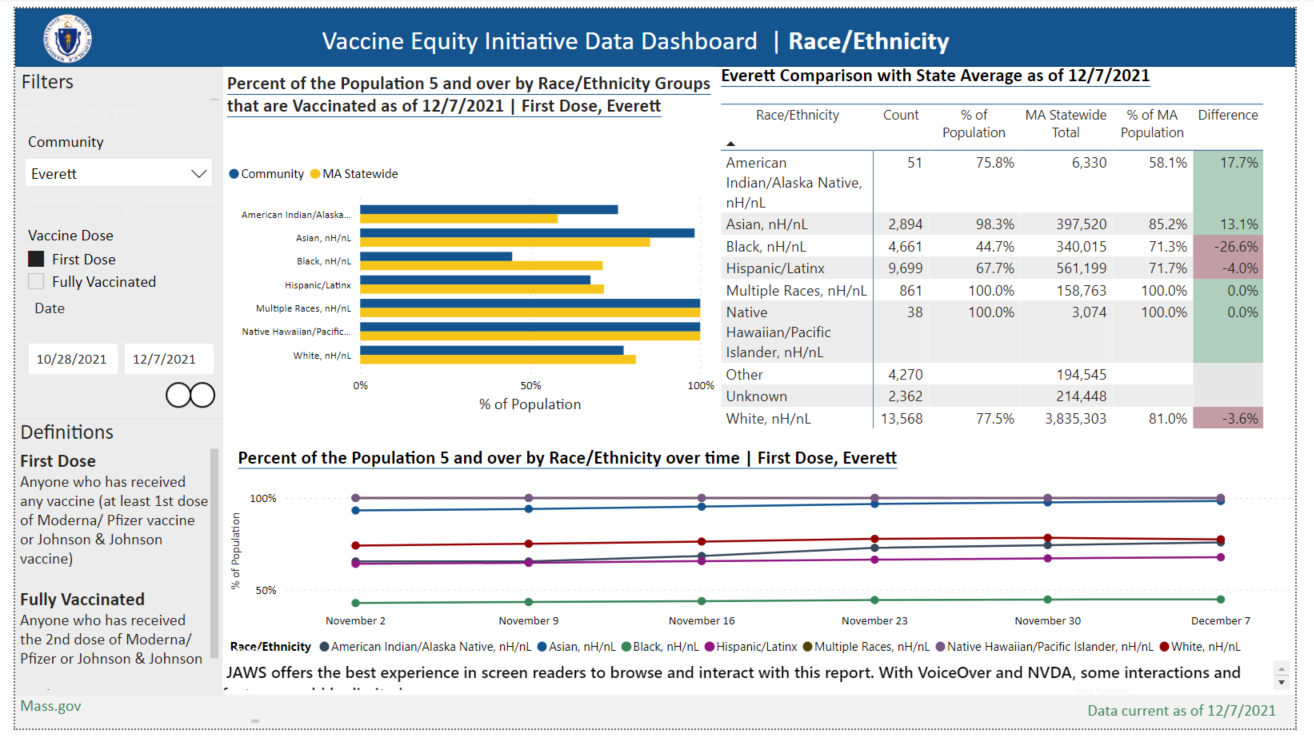 Vaccine Equity Initiative Data Dashboard | Race/Ethnicity
Filters
Community
Everett
Vaccine Dose
First Dose
Fully Vaccinated
Date
10/28/2021 12/7/2021
Definitions
First Dose
Anyone who has received
any vaccine (at least 1st dose
of Moderna/ Pfizer vaccine
or Johnson & Johnson
vaccine)
Fully Vaccinated
Anyone who has received
the 2nd dose of Moderna/
Pfizer or Johnson & Johnson
Percent of the Population 5 and over by Race/Ethnicity Groups
that are Vaccinated as of 12/7/2021 | First Dose, Everett
Community MA Statewide
American Indian/Alaska...
Asian, nH/nL
Black, nH/nL
Hispanic/Latinx
Multiple Races, nH/nL
Native Hawaiian/Pacific...
White, nH/nL
0% 50% 100%
% of Population
Everett Comparison with State Average as of 12/7/2021
Race/Ethnicity Count % of MA Statewide % of MA Difference
Population Total Population
American 51 75.8% 6,330 58.1% 17.7%
Indian/Alaska Native,
nH/nL
Asian, nH/nL 2,894 98.3% 397,520 85.2% 13.1%
Black, nH/nL 4,661 44.7% 340,015 71.3% -26.6%
Hispanic/Latinx 9,699 67.7% 561,199 71.7% -4.0%
Multiple Races, nH/nL 861 100.0% 158,763 100.0% 0.0%
Native 38 100.0% 3,074 100.0% 0.0%
Hawaiian/Pacific
Islander, nH/nL
Other 4,270 194,545
Unknown 2,362 214,448
White, nH/nL 13,568 77.5% 3,835,303 81.0% -3.6%
Percent of the Population 5 and over by Race/Ethnicity over time | First Dose, Everett
% of Population
100%
50%
November 2 November 9 November 16 November 23 November 30 December 7
Race/Ethnicity American Indian/Alaska Native, nH/nL Asian, nH/nL Black, nH/nL Hispanic/Latinx Multiple Races, nH/nL Native Hawaiian/Pacific Islander, nH/nL White, nH/nL
JAWS offers the best experience in screen readers to browse and interact with this report. With VoiceOver and NVDA, some interactions and
Mass.gov
Data current as of 12/7/2021